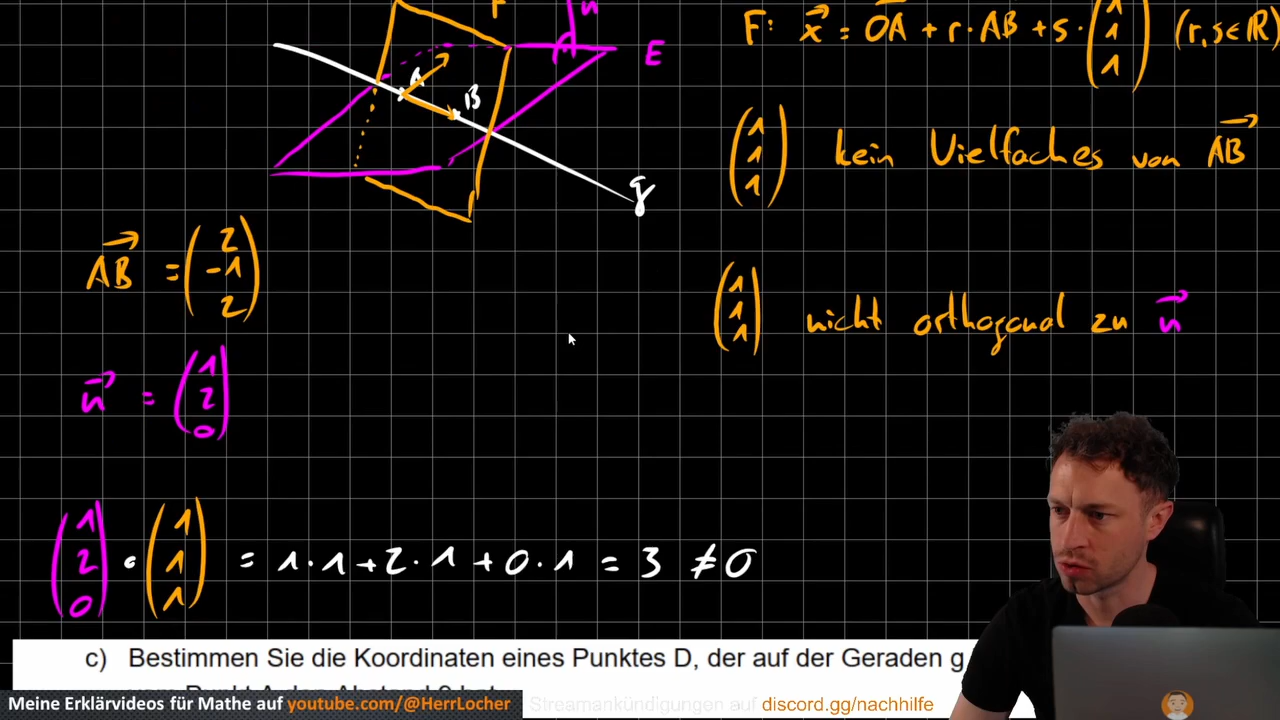 F
n
F: x⃗ = OA⃗ + r · AB⃗ + s · (1 1 1) (r, s ∈ ℝ)
E
A
B
(1 1 1) kein Vielfaches von AB⃗
g
AB⃗ = (2 -1 2)
(1 1 1) nicht orthogonal zu n⃗
n⃗ = (1 2 0)
(1 2 0) ∘ (1 1 1) = 1·1 + 2·1 + 0·1 = 3 ≠ 0
c) Bestimmen Sie die Koordinaten eines Punktes D, der auf der Geraden g
Meine Erklärvideos für Mathe auf youtube.com/@HerrLocher
Streamankündigungen auf discord.gg/nachhilfe